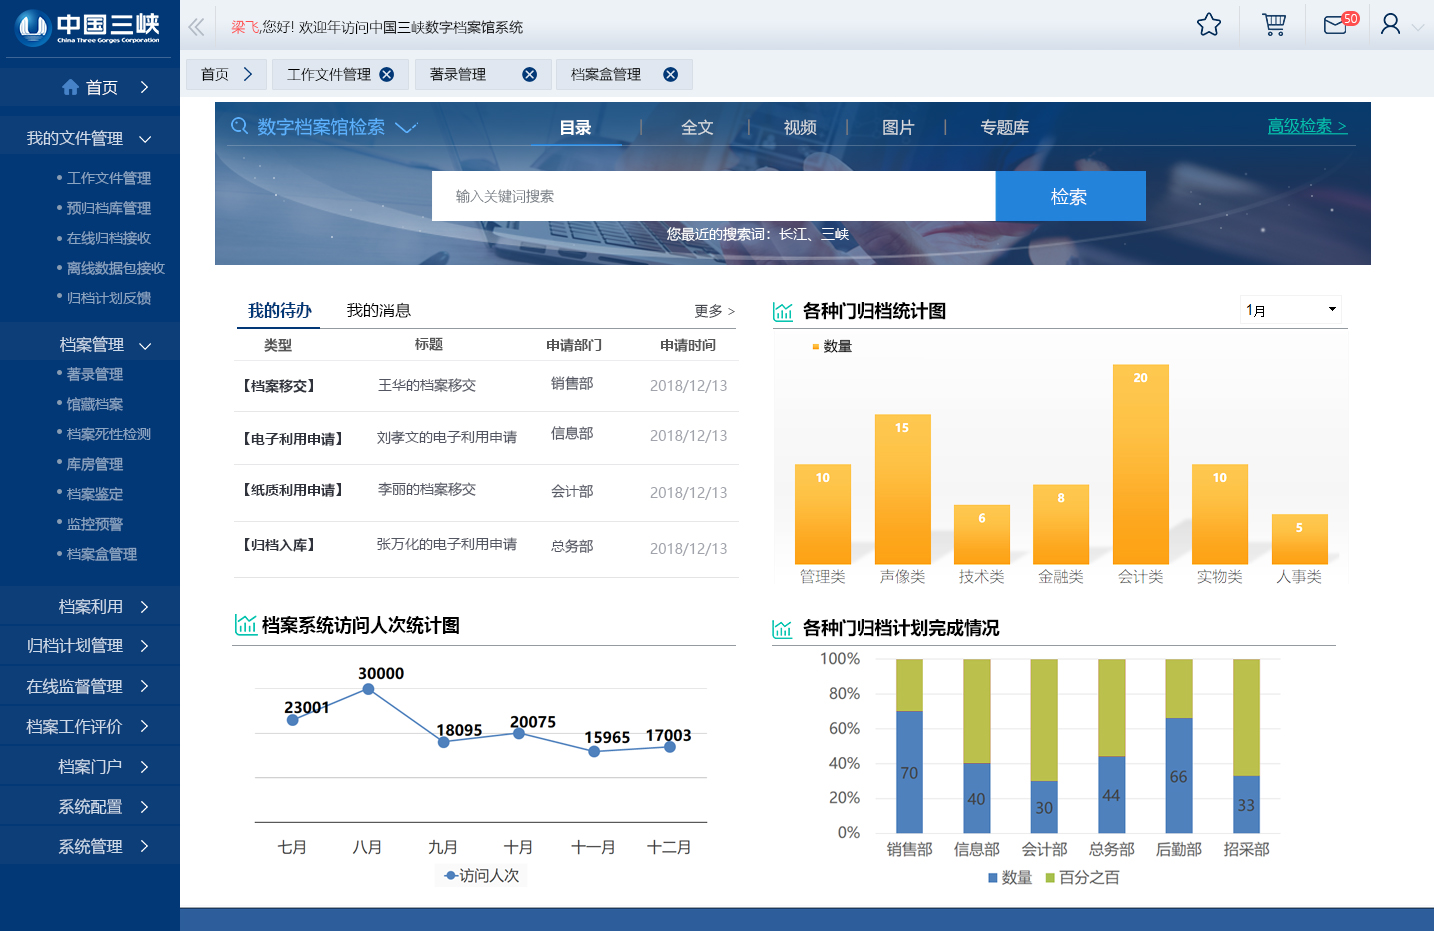 中国三峡
China Three Gorges Corporation
首页
我的文件管理
工作文件管理
预归档库管理
在线归档接收
离线数据包接收
归档计划反馈
档案管理
著录管理
馆藏档案
档案死性检测
库房管理
档案鉴定
监控预警
档案盒管理
档案利用
归档计划管理
在线监督管理
档案工作评价
档案门户
系统配置
系统管理
梁飞,您好! 欢迎年访问中国三峡数字档案馆系统
50
首页
工作文件管理
著录管理
档案盒管理
数字档案馆检索
目录 | 全文 | 视频 | 图片 | 专题库
高级检索 >
输入关键词搜索
检索
您最近的搜索词：长江、三峡
我的待办 我的消息 更多 >
类型 标题 申请部门 申请时间
【档案移交】 王华的档案移交 销售部 2018/12/13
【电子利用申请】 刘孝文的电子利用申请 信息部 2018/12/13
【纸质利用申请】 李丽的档案移交 会计部 2018/12/13
【归档入库】 张万化的电子利用申请 总务部 2018/12/13
各种门归档统计图
1月
数量
10 15 6 8 20 10 5
管理类 声像类 技术类 金融类 会计类 实物类 人事类
档案系统访问人次统计图
23001 30000 18095 20075 15965 17003
七月 八月 九月 十月 十一月 十二月
访问人次
各种门归档计划完成情况
100%
80%
60%
40%
20%
0%
70 40 30 44 66 33
销售部 信息部 会计部 总务部 后勤部 招采部
数量 百分之百